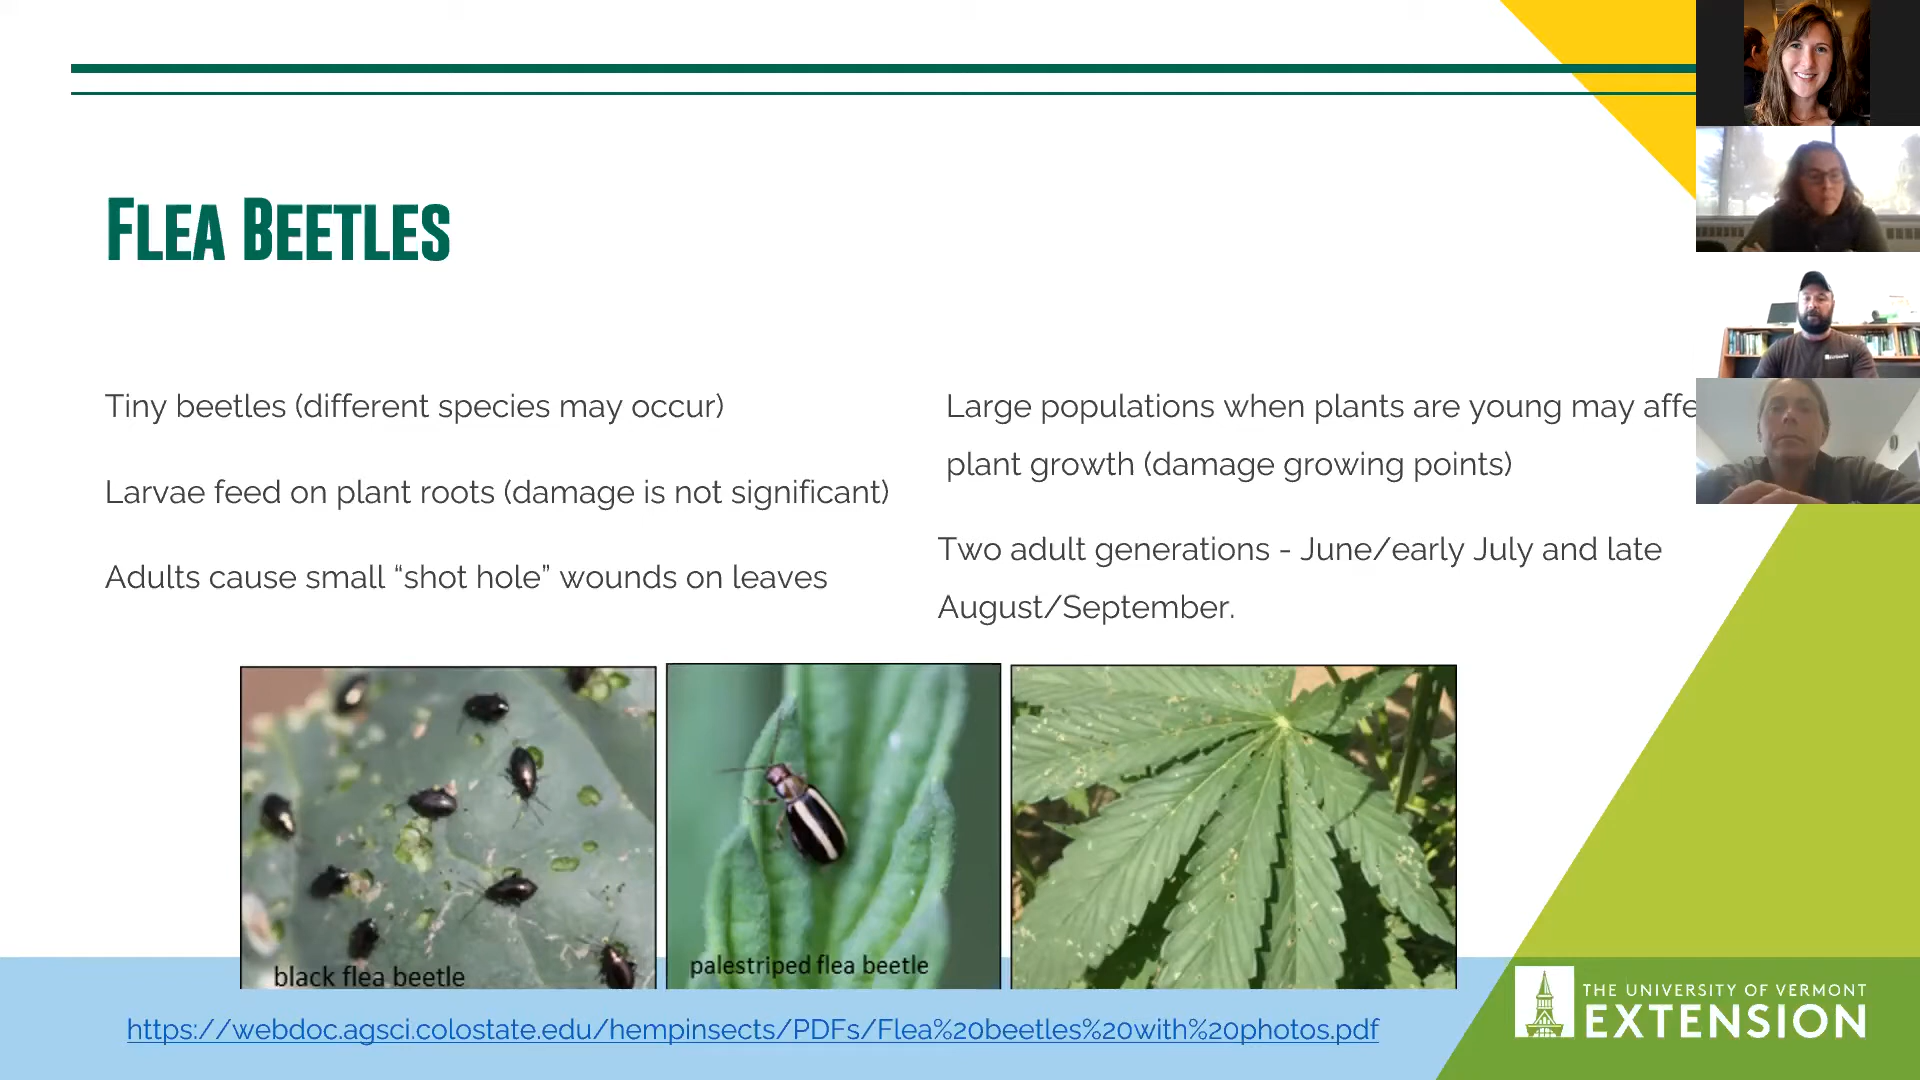 FLEA BEETLES
Tiny beetles (different species may occur)
Larvae feed on plant roots (damage is not significant)
Adults cause small “shot hole” wounds on leaves
Large populations when plants are young may affe
plant growth (damage growing points)
Two adult generations - June/early July and late
August/September.
black flea beetle
palestriped flea beetle
https://webdoc.agsci.colostate.edu/hempinsects/PDFs/Flea%20beetles%20with%20photos.pdf
THE UNIVERSITY OF VERMONT
EXTENSION